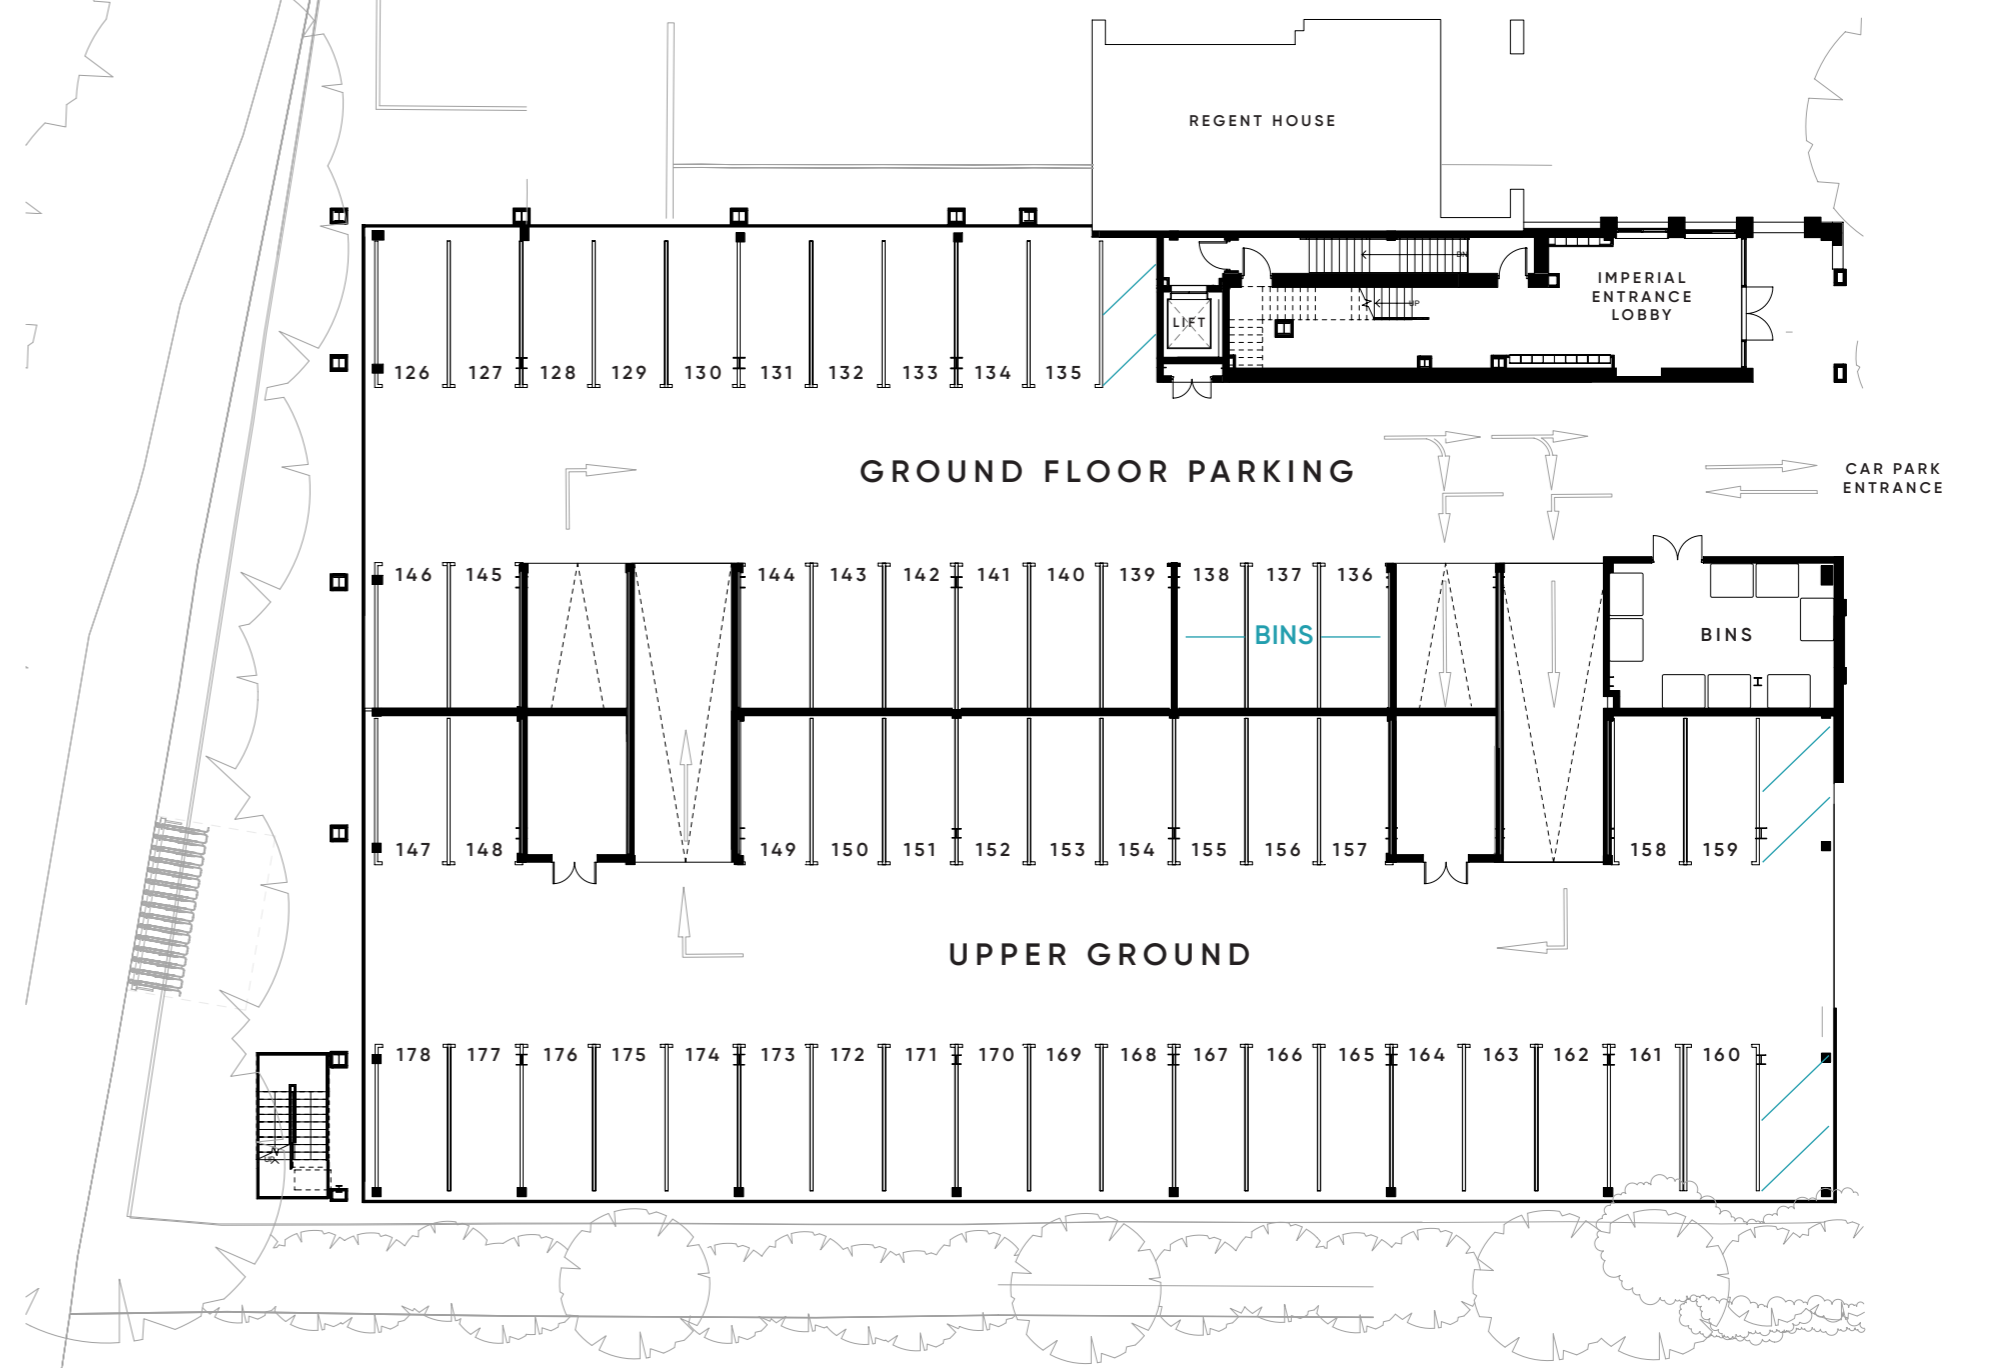 REGENT HOUSE
DN
IMPERIAL
ENTRANCE
LOBBY
UP
LIFT
126 127 128 129 130 131 132 133 134 135
GROUND FLOOR PARKING
CAR PARK
ENTRANCE
146 145 144 143 142 141 140 139 138 137 136
BINS
BINS
147 148 149 150 151 152 153 154 155 156 157 158 159
UPPER GROUND
178 177 176 175 174 173 172 171 170 169 168 167 166 165 164 163 162 161 160
UP